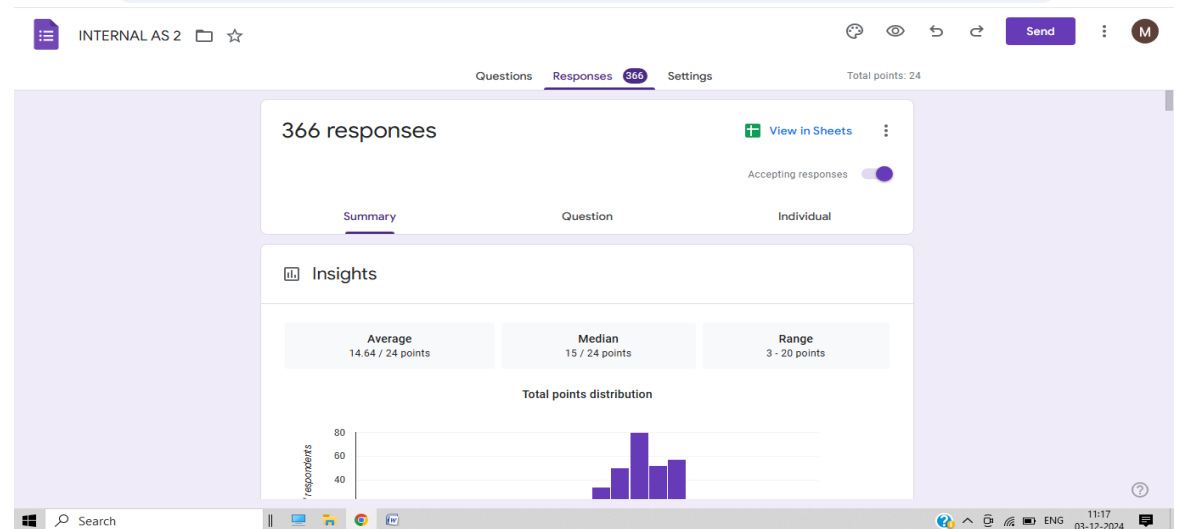 INTERNAL AS 2
Send
M
Questions Responses 366 Settings Total points: 24
366 responses
View in Sheets
Accepting responses
Summary Question Individual
Insights
Average Median Range
14.64 / 24 points 15 / 24 points 3 - 20 points
Total points distribution
80
60
40
respondents
Search
ENG 11:17
03-12-2024